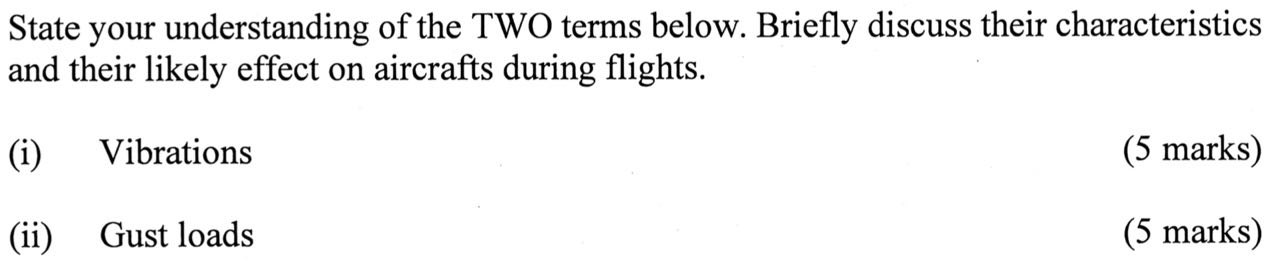 State your understanding of the TWO terms below. Briefly discuss their characteristics
and their likely effect on aircrafts during flights.
(i) Vibrations (5 marks)
(ii) Gust loads (5 marks)